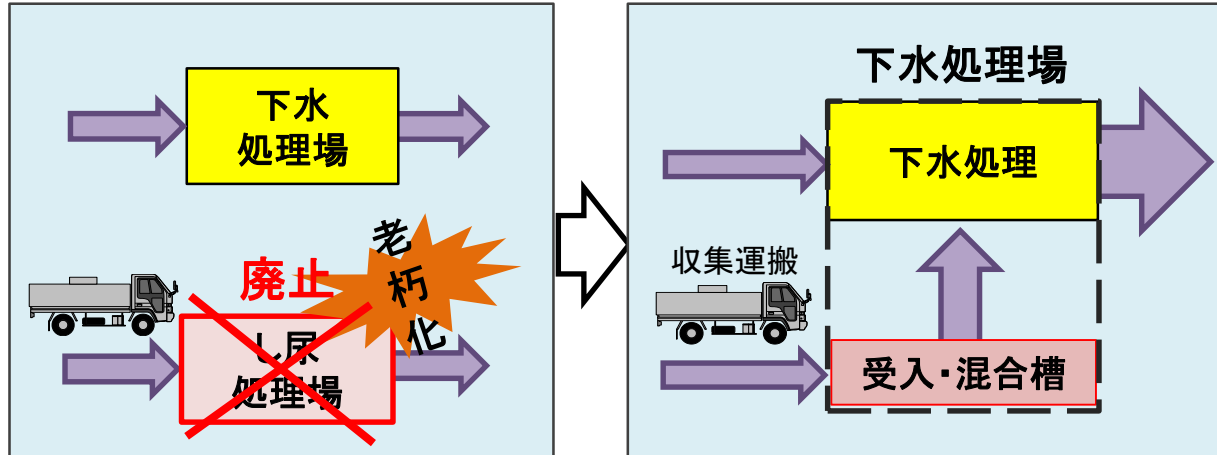 下水
処理場
廃止
老朽化
し尿
処理場
下水処理場
下水処理
収集運搬
受入・混合槽